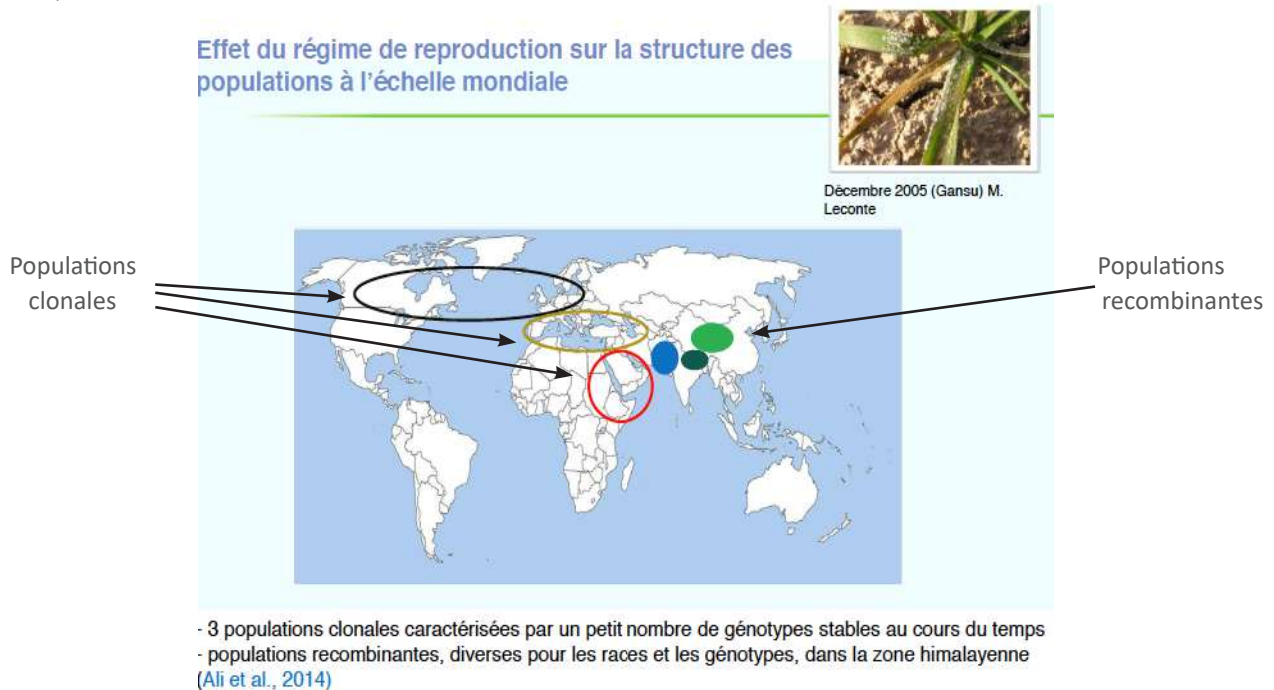 Effet du régime de reproduction sur la structure des
populations à l'échelle mondiale
Décembre 2005 (Gansu) M.
Leconte
Populations
clonales
Populations
recombinantes
- 3 populations clonales caractérisées par un petit nombre de génotypes stables au cours du temps
- populations recombinantes, diverses pour les races et les génotypes, dans la zone himalayenne
(Ali et al., 2014)